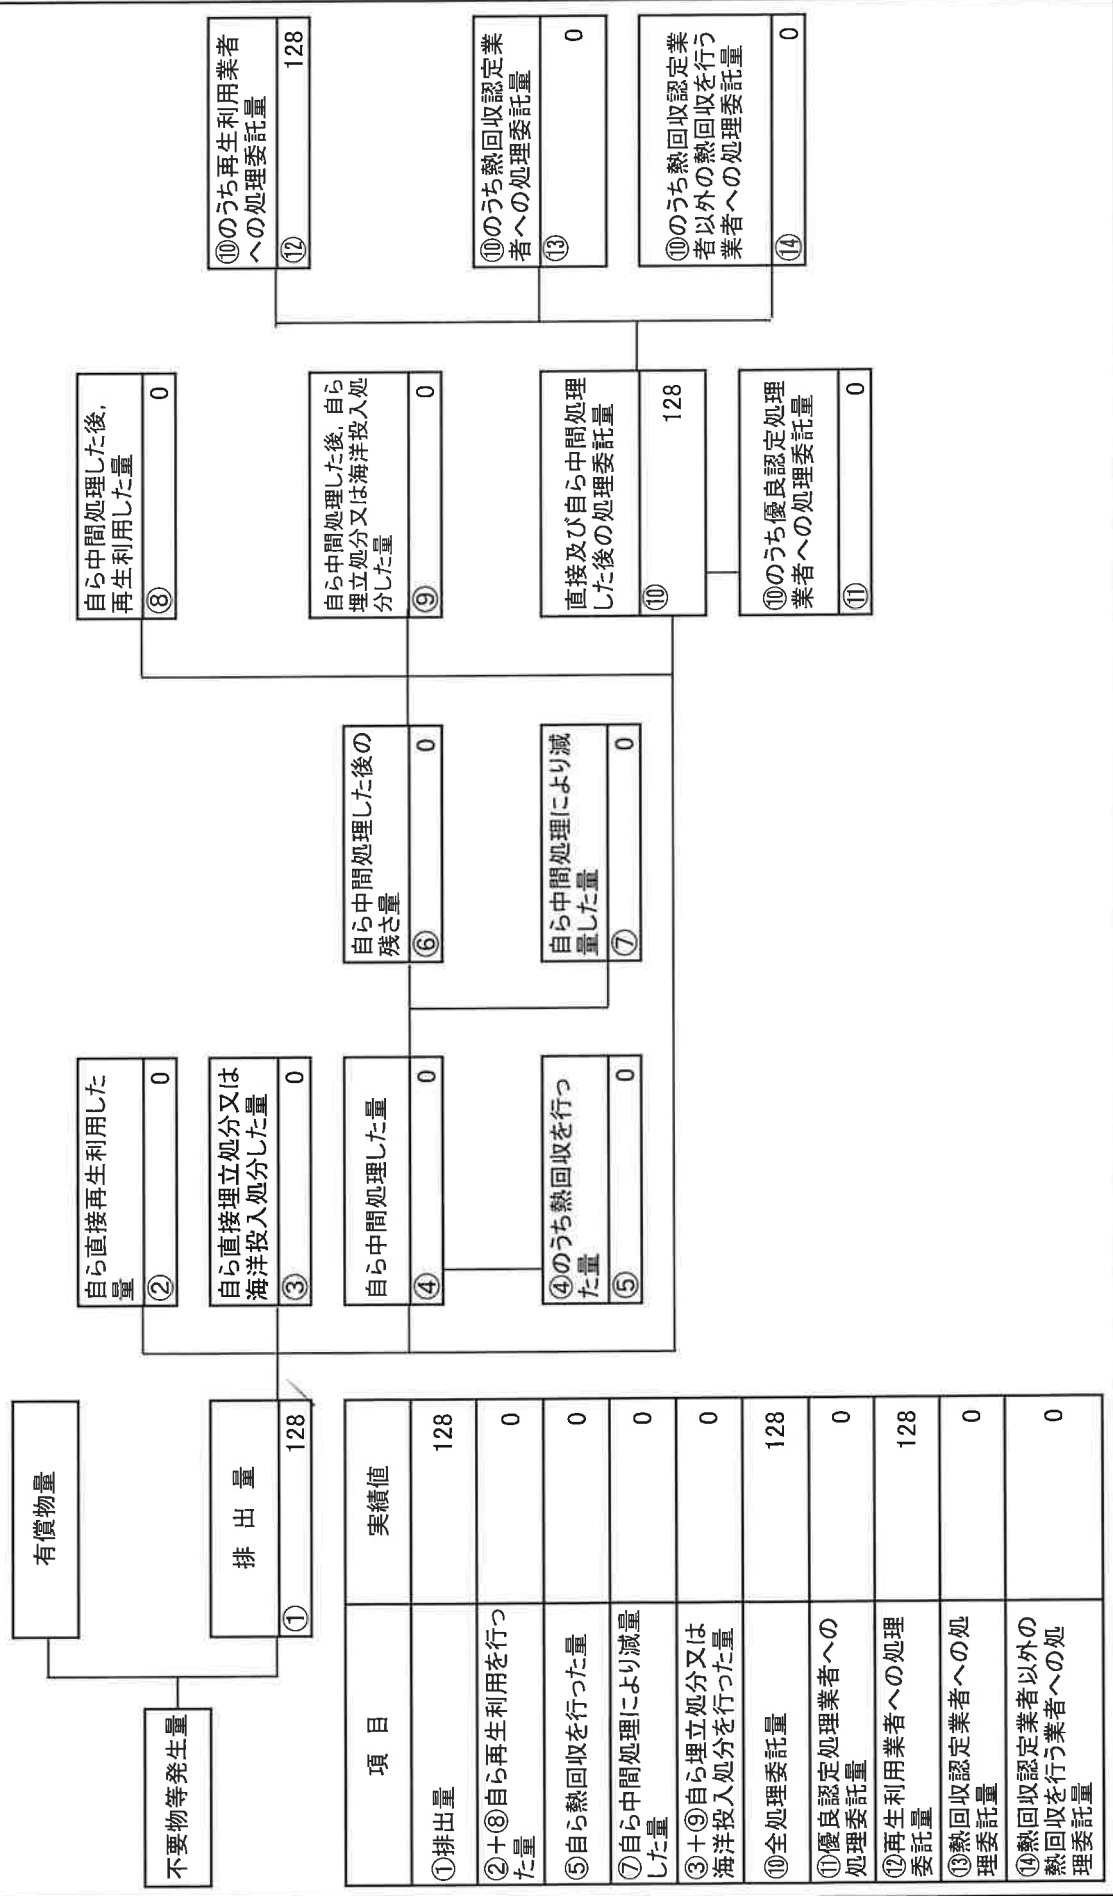 不要物等発生量
有償物量
排 出 量
① 128
自ら直接再生利用した
量
② 0
自ら直接埋立処分又は
海洋投入処分した量
③ 0
自ら中間処理した量
④ 0
④のうち熱回収を行っ
た量
⑤ 0
自ら中間処理した後の
残さ量
⑥ 0
自ら中間処理により減
量した量
⑦ 0
自ら中間処理した後,
再生利用した量
⑧ 0
自ら中間処理した後, 自ら
埋立処分又は海洋投入処
分した量
⑨ 0
直接及び自ら中間処理
した後の処理委託量
⑩ 128
⑩のうち優良認定処理
業者への処理委託量
⑪ 0
⑩のうち再生利用業者
への処理委託量
⑫ 128
⑩のうち熱回収認定業
者への処理委託量
⑬ 0
⑩のうち熱回収認定業
者以外の熱回収を行う
業者への処理委託量
⑭ 0
項 目 実績値
①排出量 128
②+⑧自ら再生利用を行っ
た量 0
⑤自ら熱回収を行った量 0
⑦自ら中間処理により減量
した量 0
③+⑨自ら埋立処分又は
海洋投入処分を行った量 0
⑩全処理委託量 128
⑪優良認定処理業者への
処理委託量 0
⑫再生利用業者への処理
委託量 128
⑬熱回収認定業者への処
理委託量 0
⑭熱回収認定業者以外の
熱回収を行う業者への処
理委託量 0